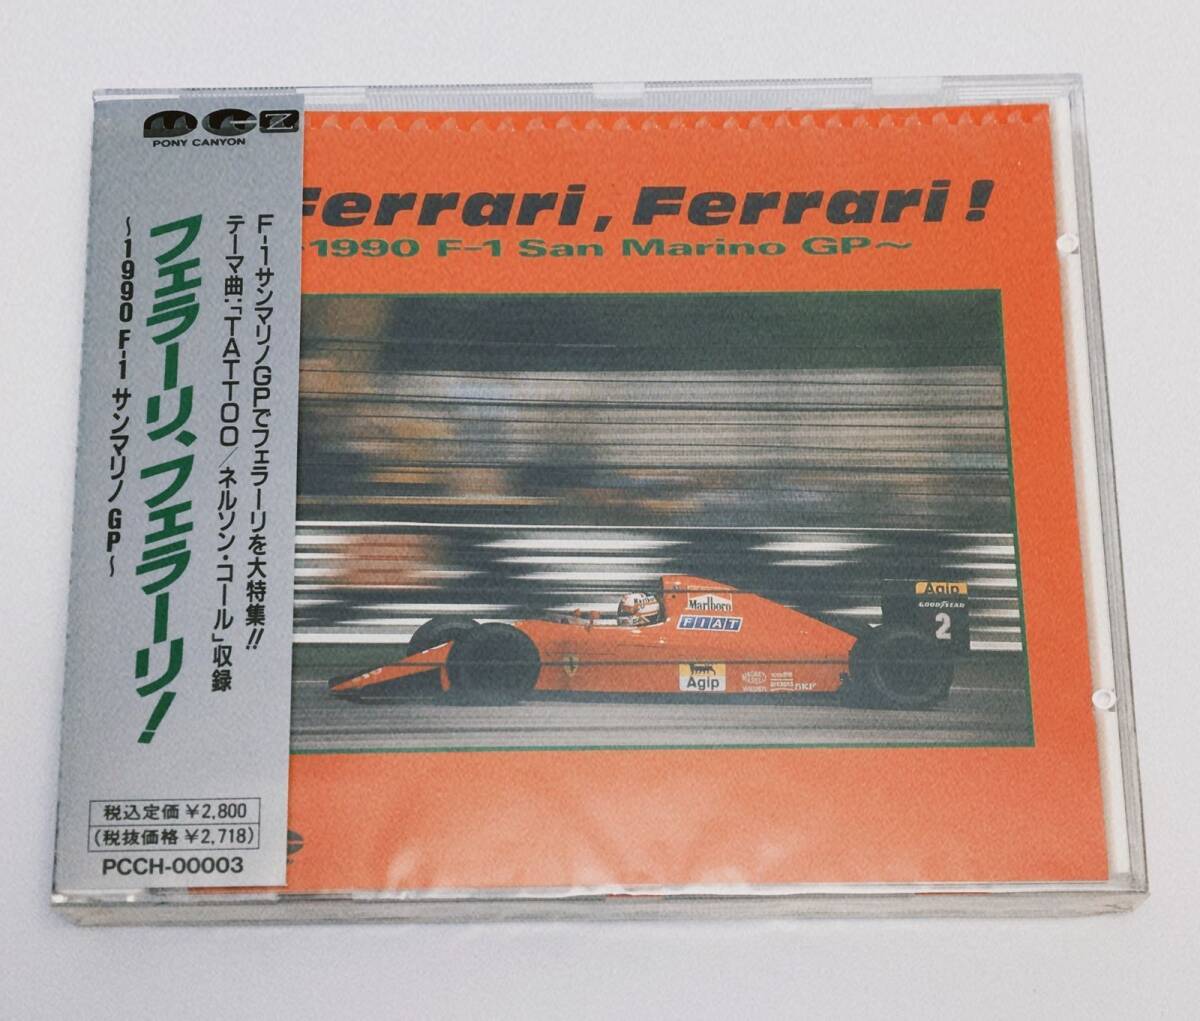 PONY CANYON
F-1サンマリノGPでフェラーリを大特集!!
テーマ曲:「TATTOO/ネルソン・コール」収録
フェラーリ、フェラーリ!
〜1990 F-1 サンマリノ GP〜
税込定価 ¥2,800
(税抜価格 ¥2,718)
PCCH-00003
Ferrari, Ferrari!
1990 F-1 San Marino GP〜
Marlboro
FIAT
Agip
Agip
GOODYEAR
2